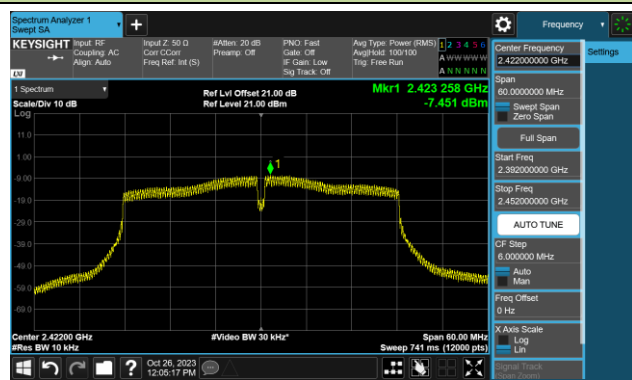 Spectrum Analyzer 1
Swept SA
+
Frequency
KEYSIGHT
Input: RF
Coupling: AC
Align: Auto
Input Z: 50 Ω
Corr CCorr
Freq Ref: Int (S)
#Atten: 20 dB
Preamp: Off
PNO: Fast
Gate: Off
IF Gain: Low
Sig Track: Off
Avg Type: Power (RMS)
Avg|Hold: 100/100
Trig: Free Run
1 2 3 4 5 6
A W W W W W
A N N N N N
LXI
1 Spectrum
Scale/Div 10 dB
Ref Lvl Offset 21.00 dB
Ref Level 21.00 dBm
Mkr1 2.423 258 GHz
-7.451 dBm
Log
11.0
1.00
-9.00
-19.0
-29.0
-39.0
-49.0
-59.0
-69.0
1
Center 2.42200 GHz
#Res BW 10 kHz
#Video BW 30 kHz*
Span 60.00 MHz
Sweep 741 ms (12000 pts)
Oct 26, 2023
12:05:17 PM
?
Center Frequency
2.422000000 GHz
Settings
Span
60.0000000 MHz
Swept Span
Zero Span
Full Span
Start Freq
2.392000000 GHz
Stop Freq
2.452000000 GHz
AUTO TUNE
CF Step
6.000000 MHz
Auto
Man
Freq Offset
0 Hz
X Axis Scale
Log
Lin
Signal Track
(Span Zoom)